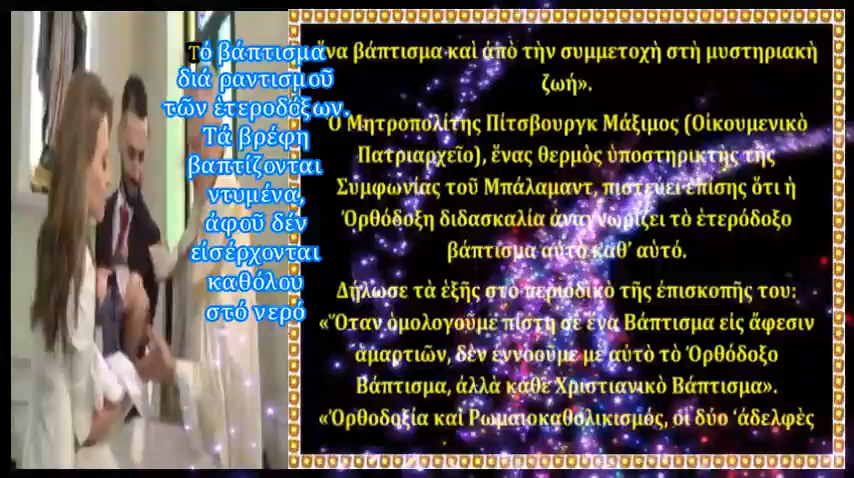 Τό βάπτισμα
διά ραντισμοῦ
τῶν ἑτεροδόξων.
Τά βρέφη
βαπτίζονται
ντυμένα,
ἀφοῦ δέν
εἰσέρχονται
καθόλου
στό νερό
ἕνα βάπτισμα καὶ ἀπὸ τὴν συμμετοχὴ στὴ μυστηριακὴ
ζωή».
Ὁ Μητροπολίτης Πίτσβουργκ Μάξιμος (Οἰκουμενικὸ
Πατριαρχεῖο), ἕνας θερμὸς ὑποστηρικτὴς τῆς
Συμφωνίας τοῦ Μπάλαμαντ, πιστεύει ἐπίσης ὅτι ἡ
Ὀρθόδοξη διδασκαλία ἀναγνωρίζει τὸ ἑτερόδοξο
βάπτισμα αὐτὸ καθ’ αὑτό.
Δήλωσε τὰ ἑξῆς στὸ περιοδικὸ τῆς ἐπισκοπῆς του:
«Ὅταν ὁμολογοῦμε πίστη σὲ ἕνα Βάπτισμα εἰς ἄφεσιν
ἁμαρτιῶν, δὲν ἐννοοῦμε μὲ αὐτὸ τὸ Ὀρθόδοξο
Βάπτισμα, ἀλλὰ κάθε Χριστιανικὸ Βάπτισμα».
«Ὀρθοδοξία καὶ Ρωμαιοκαθολικισμός, οἱ δύο ‘ἀδελφὲς